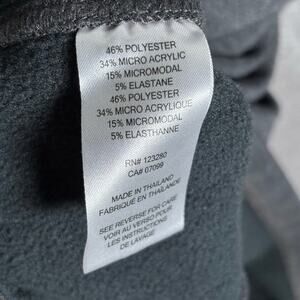 46% POLYESTER
34% MICRO ACRYLIC
15% MICROMODAL
5% ELASTANE
46% POLYESTER
34% MICRO ACRYLIQUE
15% MICROMODAL
5% ELASTHANNE
RN# 123280
CA# 07099
MADE IN THAILAND
FABRIQUÉ EN THAÏLANDE
SEE REVERSE FOR CARE
VOIR AU VERSO POUR
LES INSTRUCTIONS
DE LAVAGE